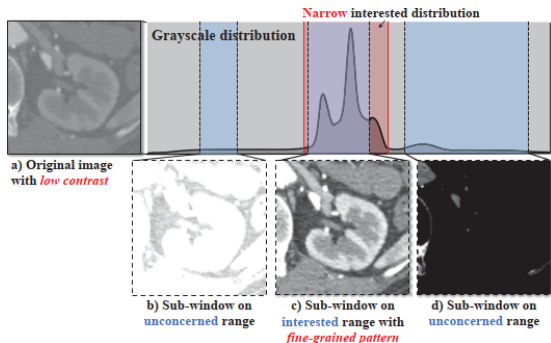 Narrow interested distribution
Grayscale distribution
a) Original image
with low contrast
b) Sub-window on
unconcerned range
c) Sub-window on
interested range with
fine-grained pattern
d) Sub-window on
unconcerned range